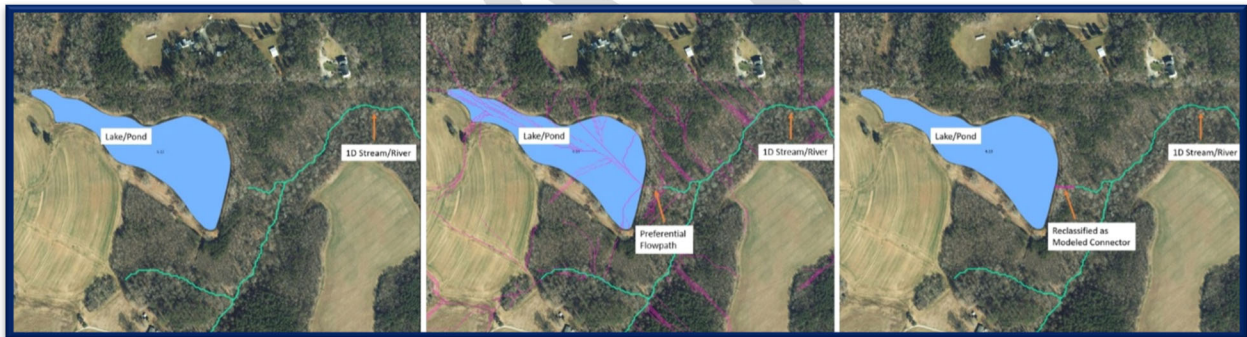 Lake/Pond
1D Stream/River
Lake/Pond
1D Stream/River
Preferential
Flowpath
Lake/Pond
1D Stream/River
Reclassified as
Modeled Connector